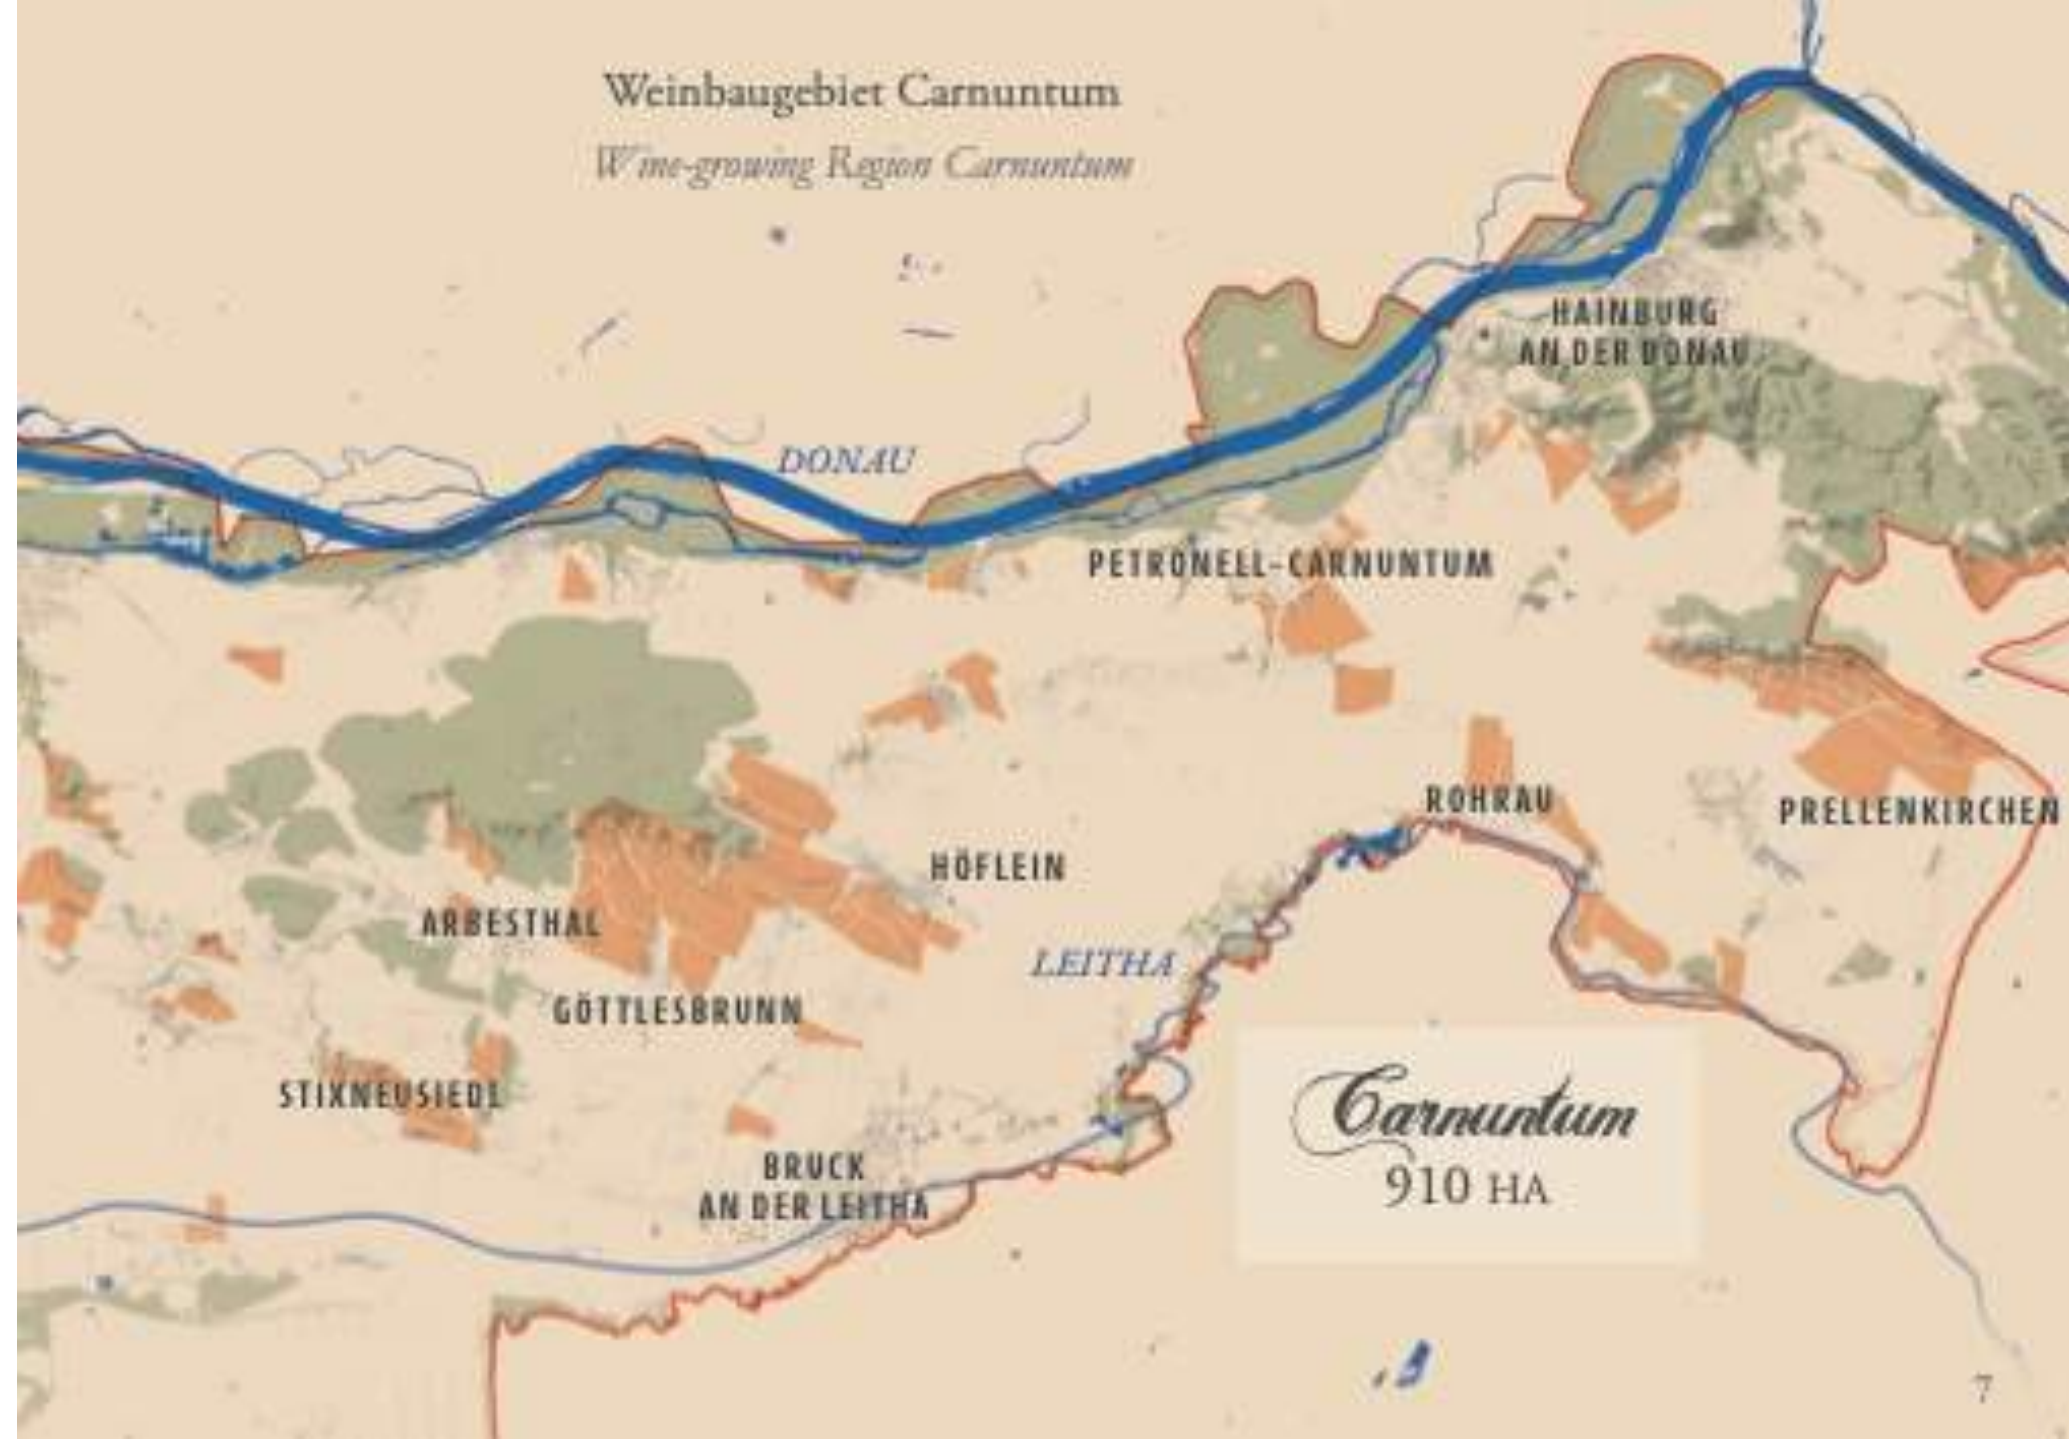 Weinbaugebiet Carnuntum
Wine-growing Region Carnuntum
HAINBURG
AN DER DONAU
DONAU
PETRONELL-CARNUNTUM
ROHRAU
PRELLENKIRCHEN
HÖFLEIN
ARBESTHAL
LEITHA
GÖTTLESBRUNN
STIXNEUSIEDL
Carnuntum
910 HA
BRUCK
AN DER LEITHA
7